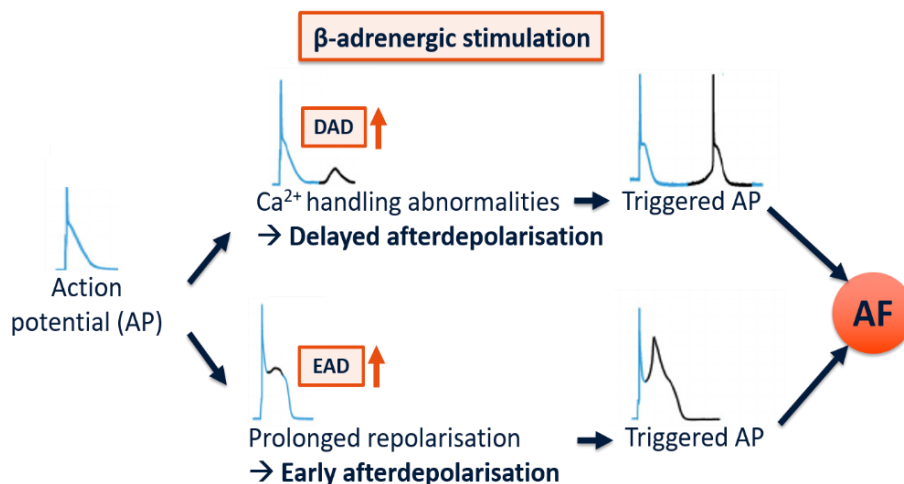 β-adrenergic stimulation
DAD
Ca²⁺ handling abnormalities
→ Delayed afterdepolarisation
Triggered AP
Action
potential (AP)
AF
EAD
Prolonged repolarisation
→ Early afterdepolarisation
Triggered AP